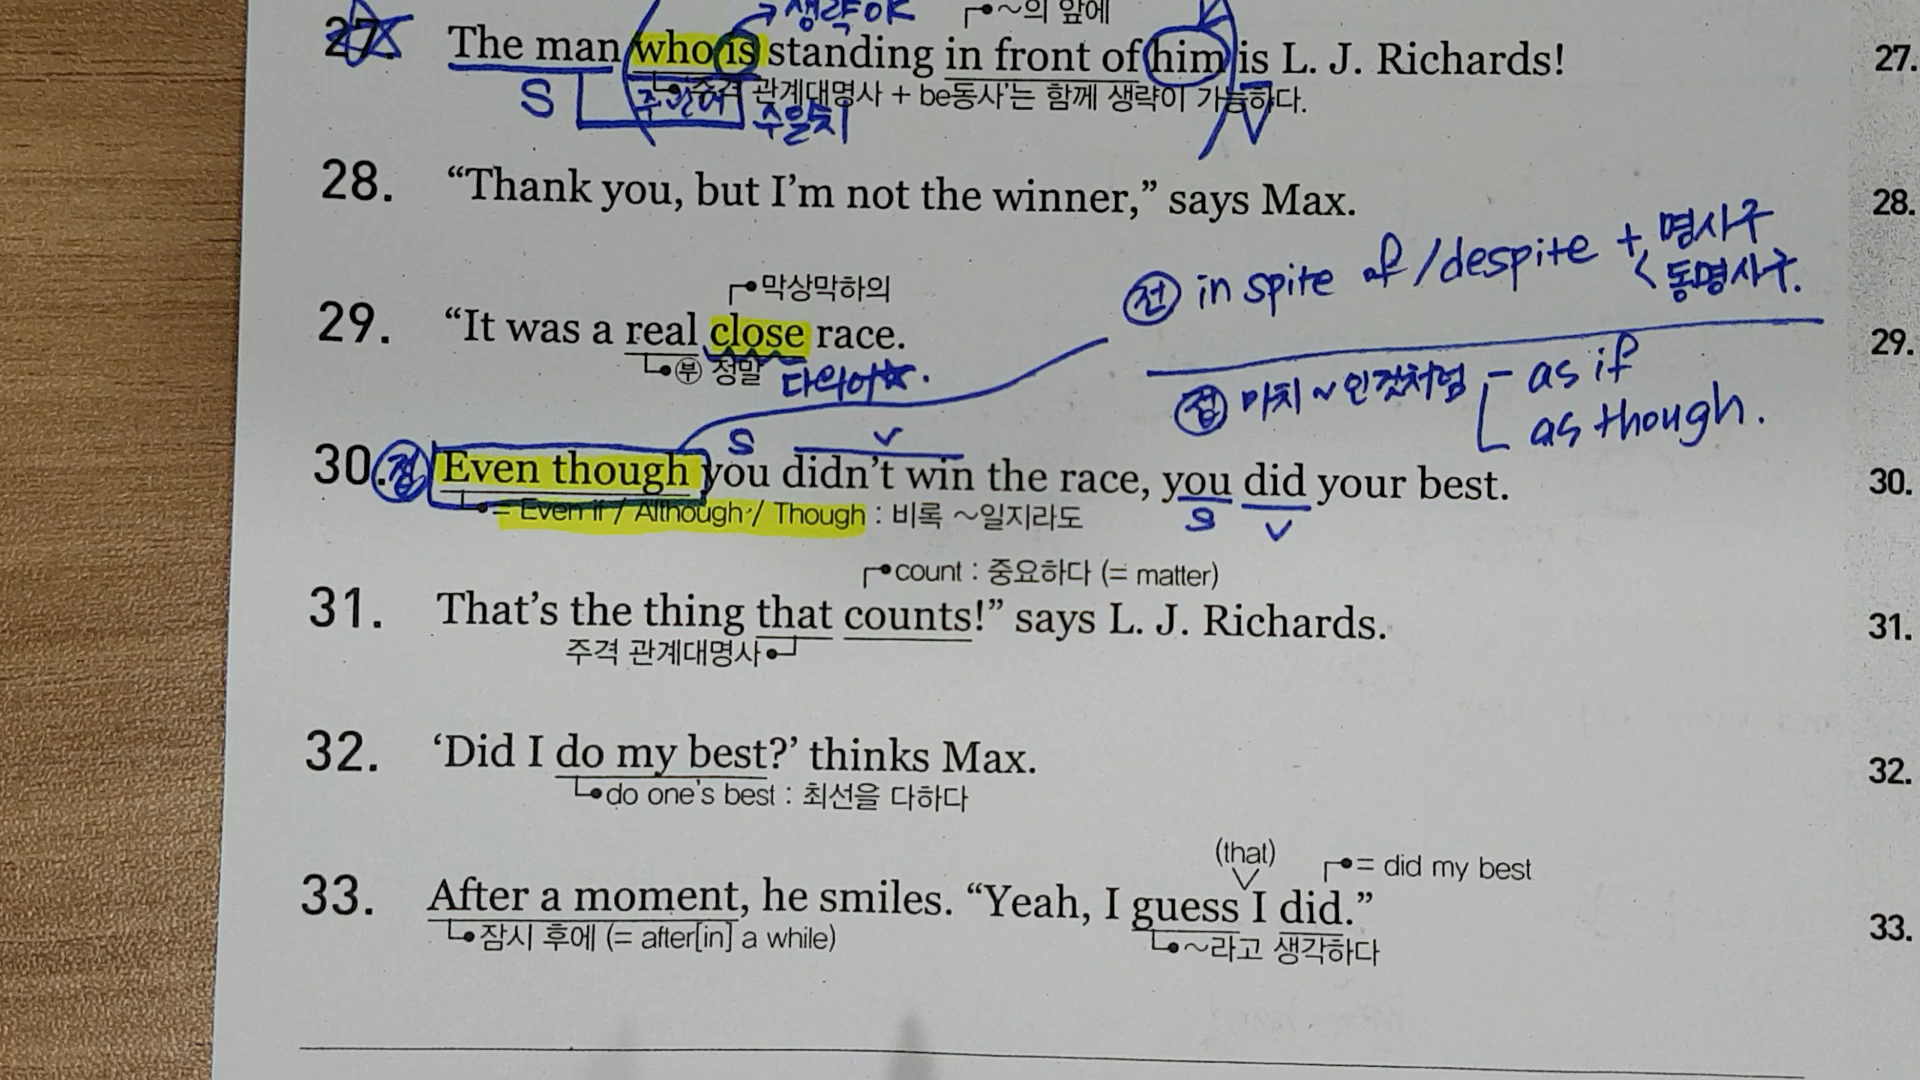 생략OK
~의 앞에
27. The man who is standing in front of him is L. J. Richards! 27.
주격 관계대명사 + be동사'는 함께 생략이 가능하다.
S 수일치 V
28. “Thank you, but I’m not the winner,” says Max. 28.
전 in spite of / despite + 명사구
동명사구.
막상막하의
29. “It was a real close race. 29.
부 정말 다의어☆.
접 마치 ~인것처럼 as if
as though.
S V
30. 접 Even though you didn’t win the race, you did your best. 30.
= Even if / Although / Though : 비록 ~일지라도 S V
count : 중요하다 (= matter)
31. That’s the thing that counts!” says L. J. Richards. 31.
주격 관계대명사
32. ‘Did I do my best?’ thinks Max. 32.
do one's best : 최선을 다하다
(that) = did my best
33. After a moment, he smiles. “Yeah, I guess I did.” 33.
잠시 후에 (= after[in] a while) ~라고 생각하다